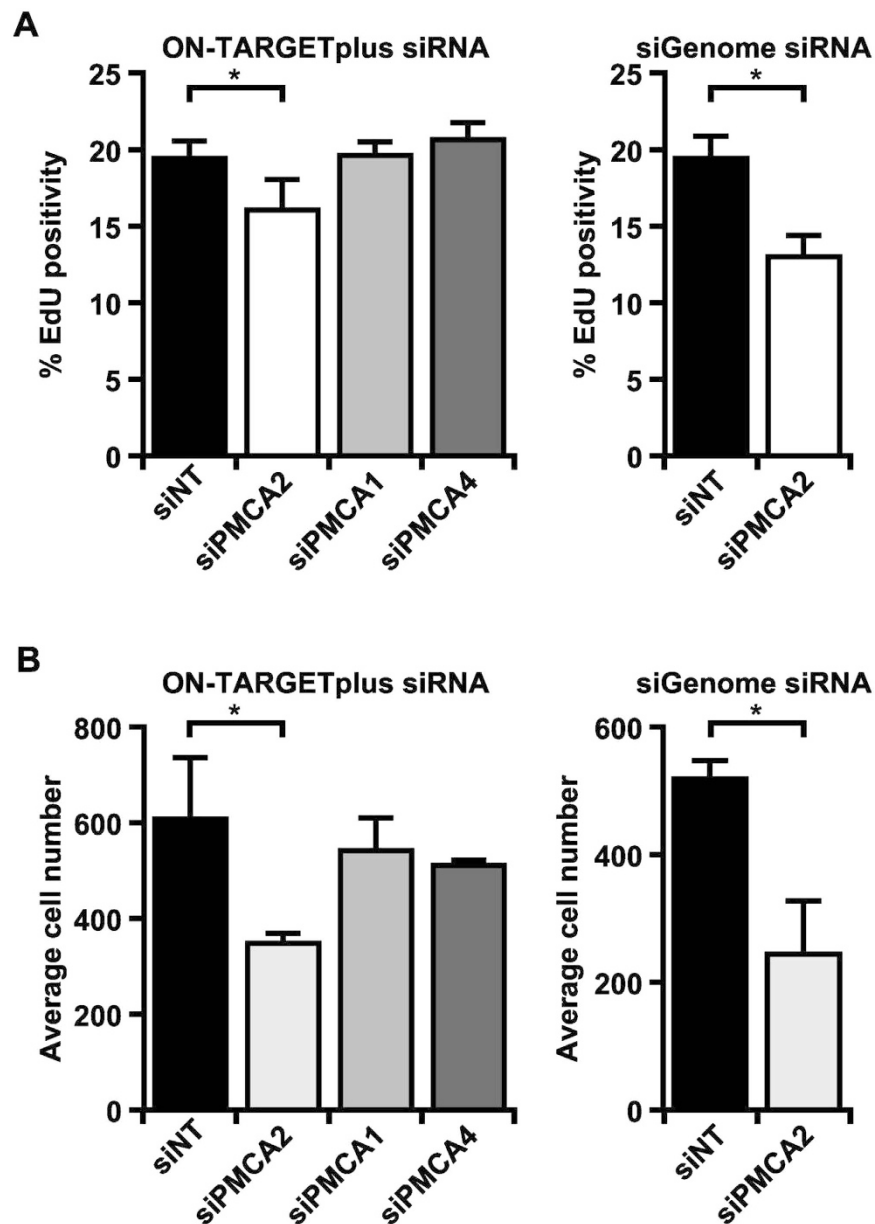 A
ON-TARGETplus siRNA
% EdU positivity
25
20
15
10
5
0
*
siNT
siPMCA2
siPMCA1
siPMCA4
siGenome siRNA
% EdU positivity
25
20
15
10
5
0
*
siNT
siPMCA2
B
ON-TARGETplus siRNA
Average cell number
800
600
400
200
0
*
siNT
siPMCA2
siPMCA1
siPMCA4
siGenome siRNA
Average cell number
600
400
200
0
*
siNT
siPMCA2